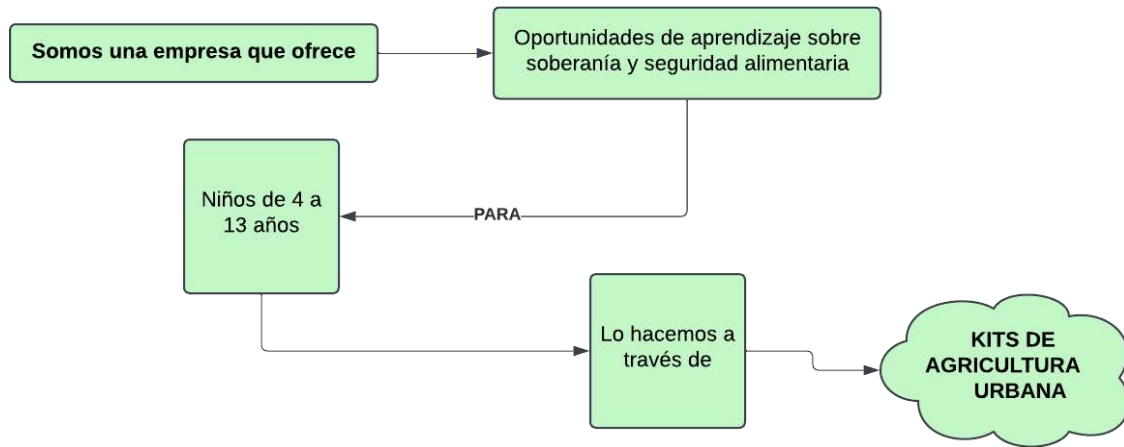 Somos una empresa que ofrece
Oportunidades de aprendizaje sobre
soberanía y seguridad alimentaria
PARA
Niños de 4 a
13 años
Lo hacemos a
través de
KITS DE
AGRICULTURA
URBANA